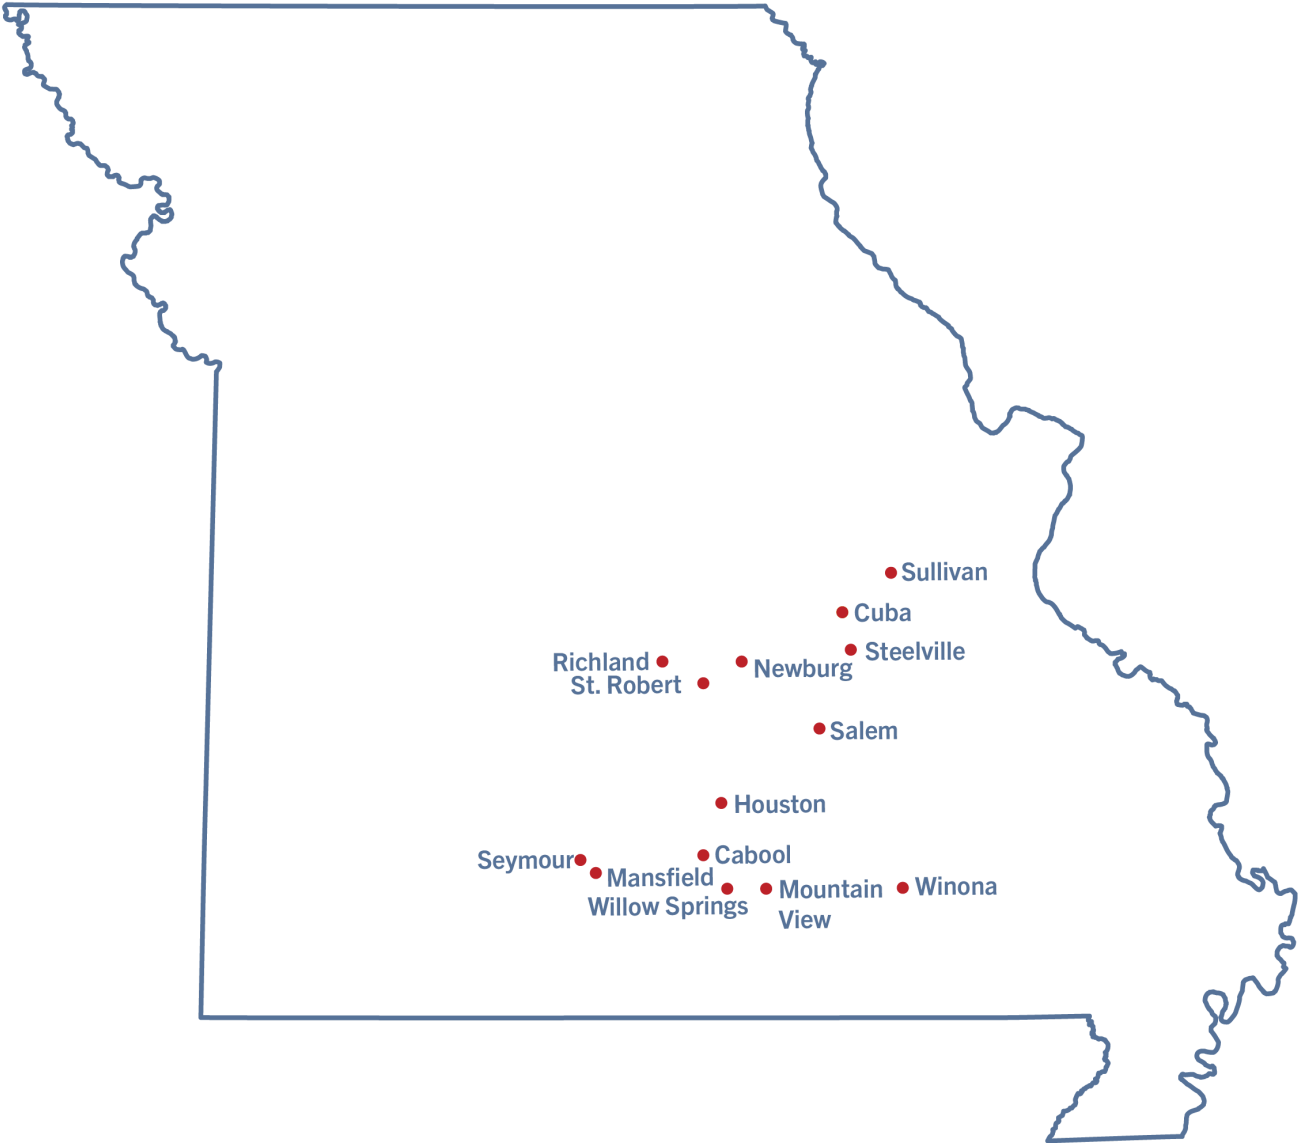 Sullivan
Cuba
Steelville
Richland
Newburg
St. Robert
Salem
Houston
Cabool
Seymour
Mansfield
Willow Springs
Mountain
View
Winona